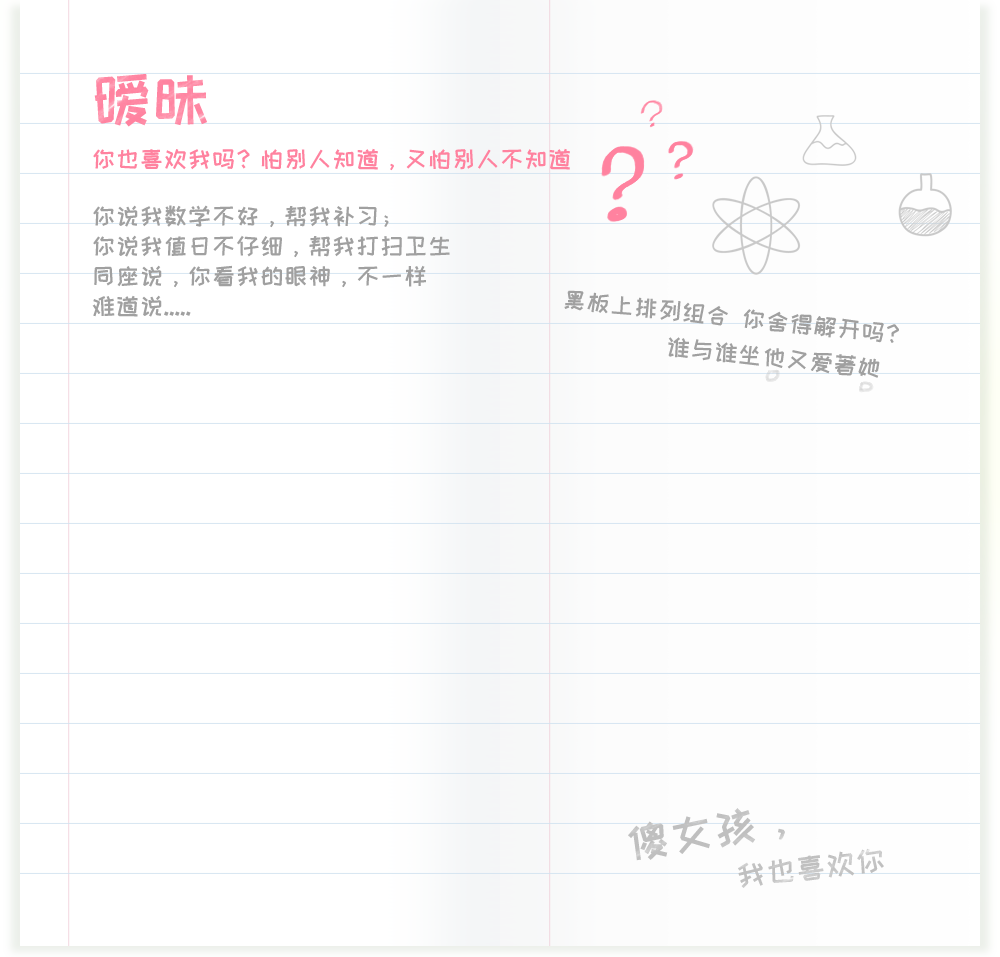 暧昧
你也喜欢我吗？怕别人知道，又怕别人不知道
你说我数学不好，帮我补习；
你说我值日不仔细，帮我打扫卫生
同座说，你看我的眼神，不一样
难道说.....
? ? ?
黑板上排列组合 你舍得解开吗?
谁与谁坐他又爱著她
傻女孩，
我也喜欢你